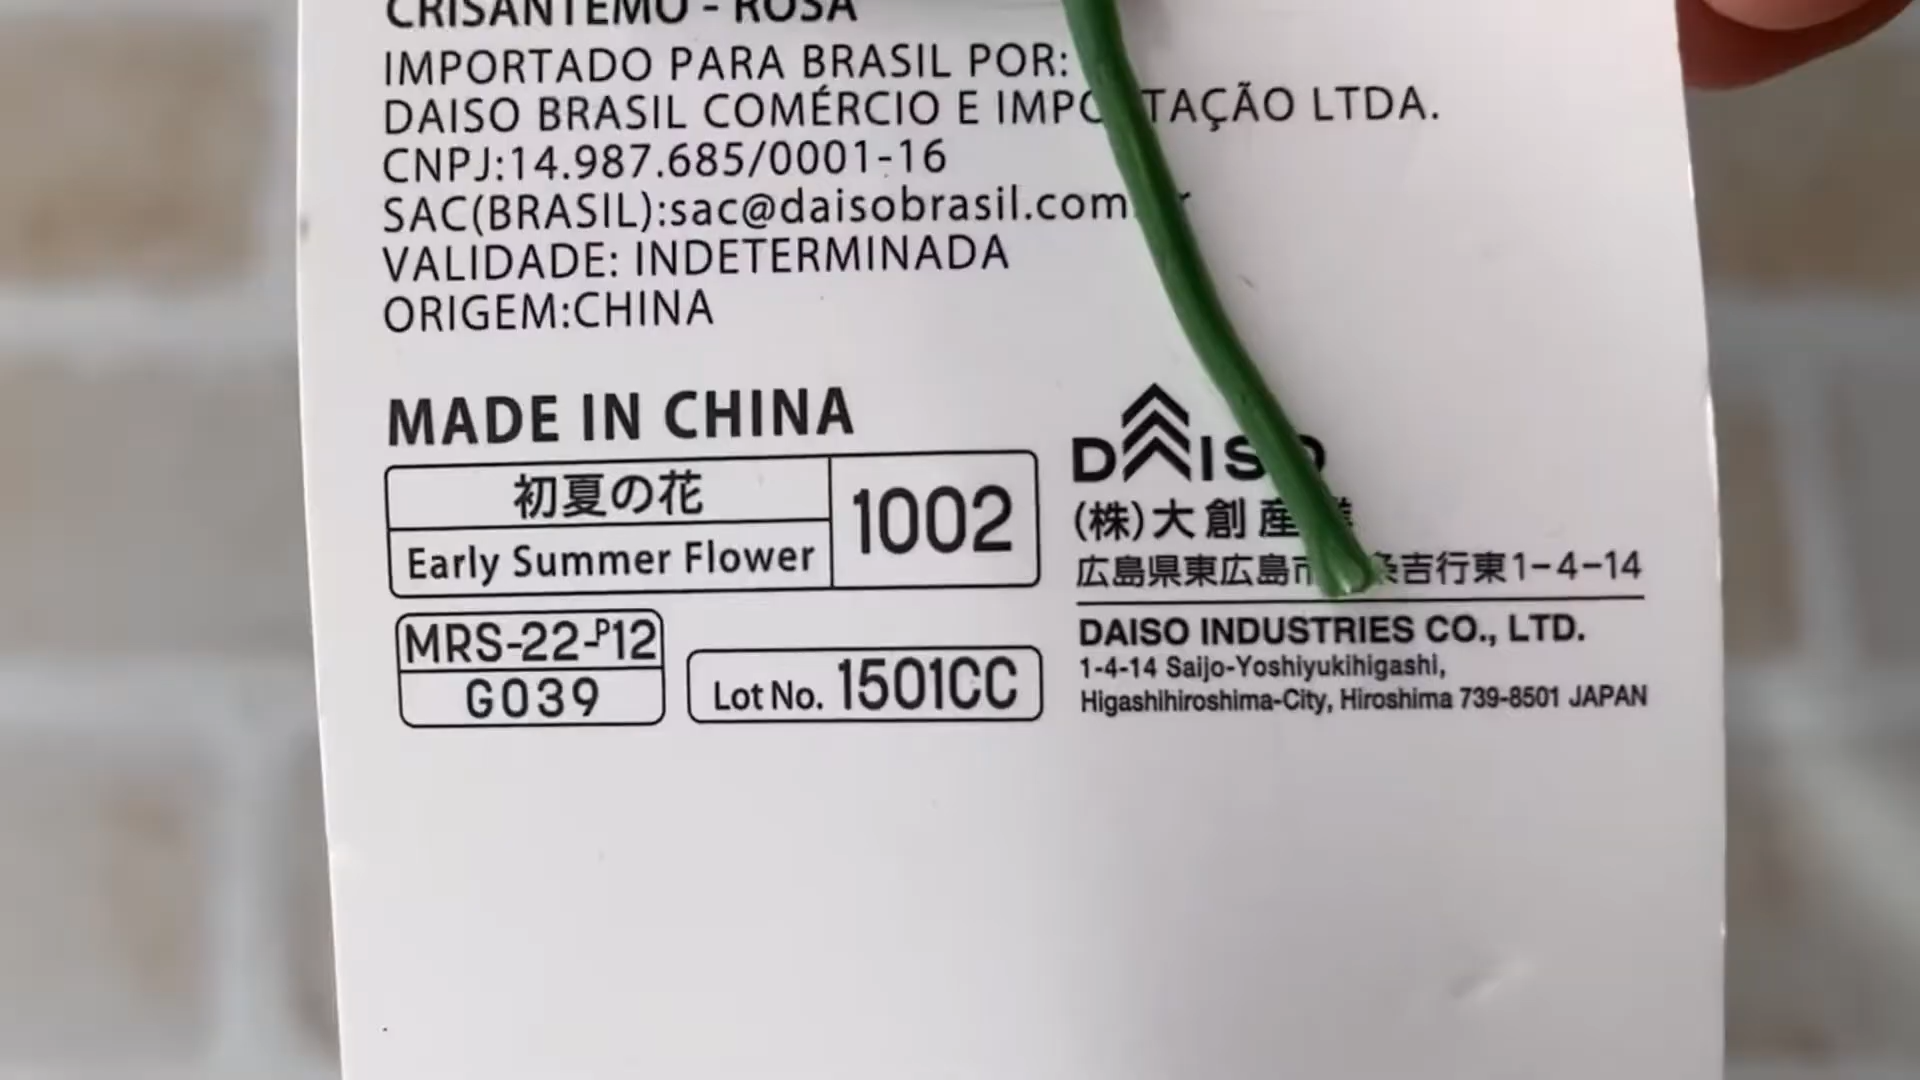 CRISANTEMO - ROSA
IMPORTADO PARA BRASIL POR:
DAISO BRASIL COMÉRCIO E LTDA.
CNPJ:14.987.685/0001-16
SAC(BRASIL):sac@daisobrasil.com
VALIDADE: INDETERMINADA
ORIGEM:CHINA
MADE IN CHINA
初夏の花
Early Summer Flower
1002
MRS-22-P12
G039
Lot No. 1501CC
DAISO
(株)大創産業
広島県東広島市 条吉行東1-4-14
DAISO INDUSTRIES CO., LTD.
1-4-14 Saijo-Yoshiyukihigashi,
Higashihiroshima-City, Hiroshima 739-8501 JAPAN